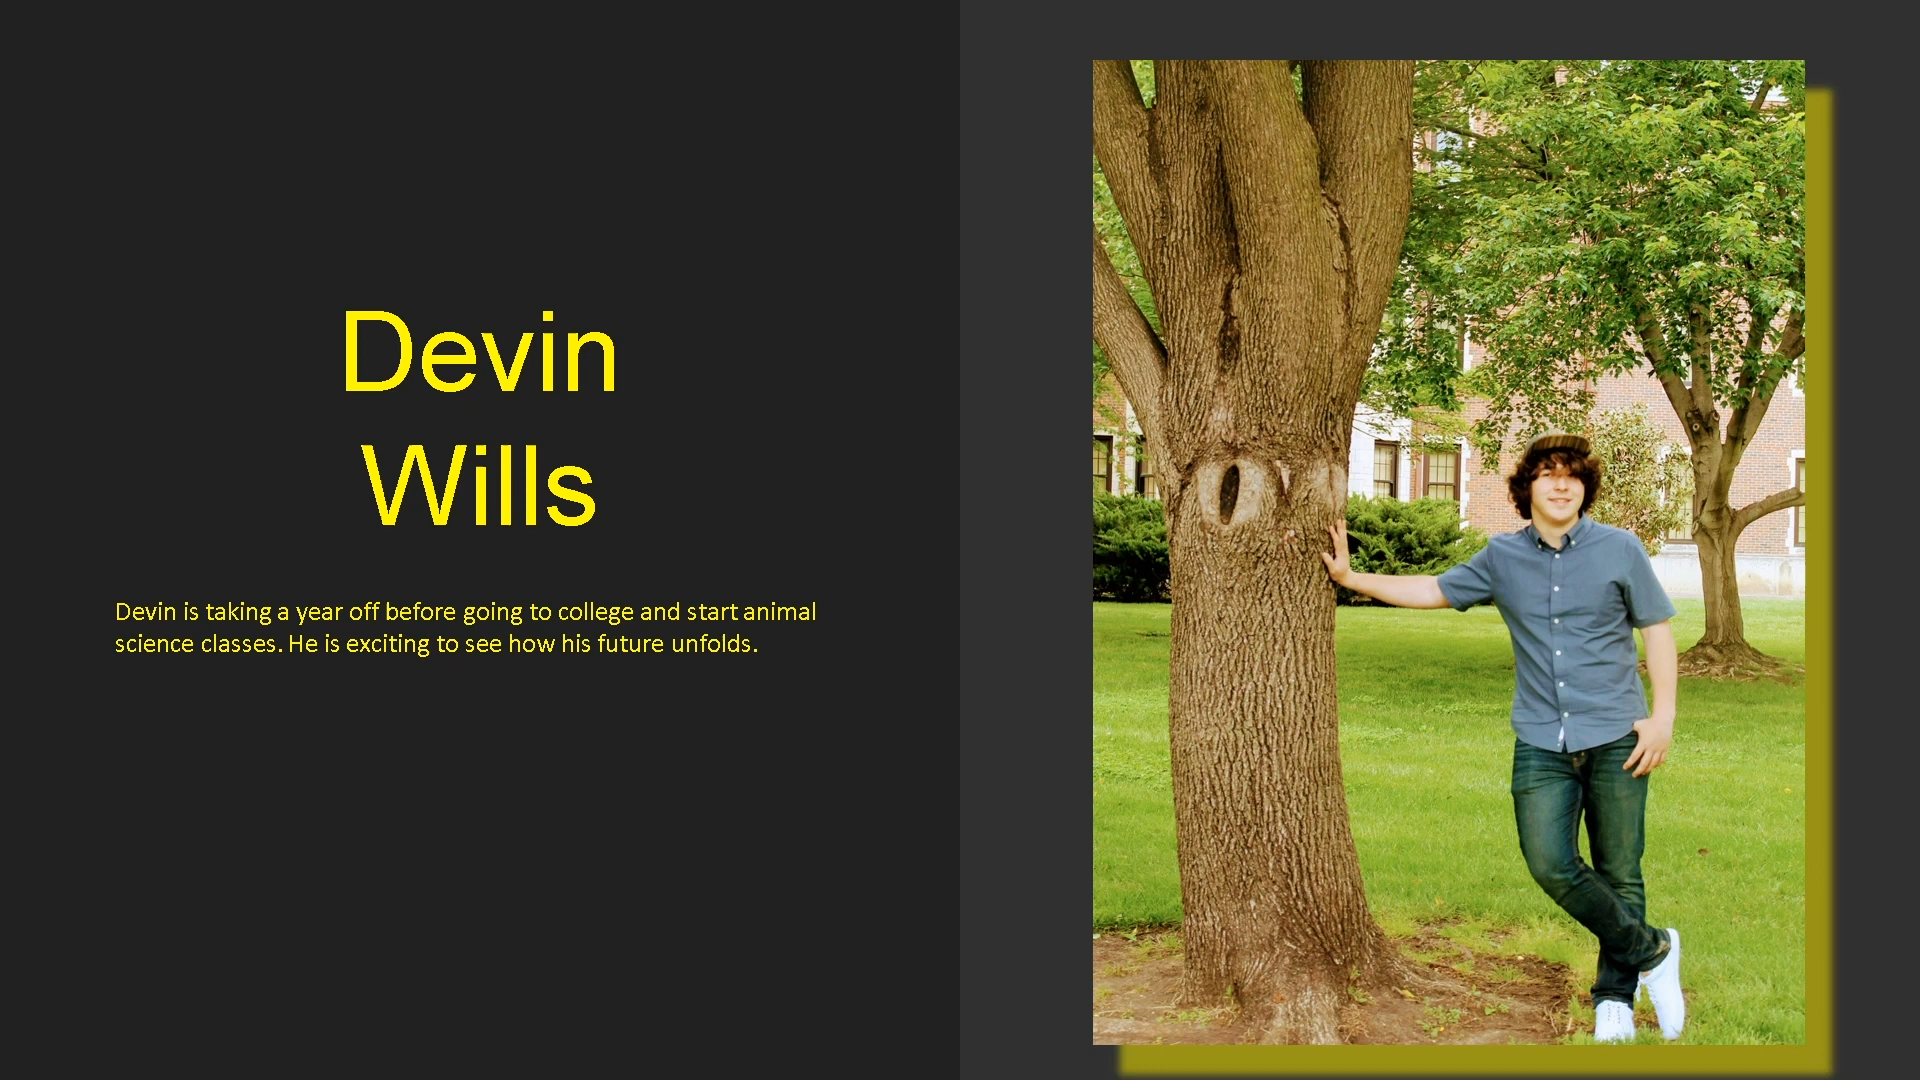 Devin
Wills
Devin is taking a year off before going to college and start animal
science classes. He is exciting to see how his future unfolds.